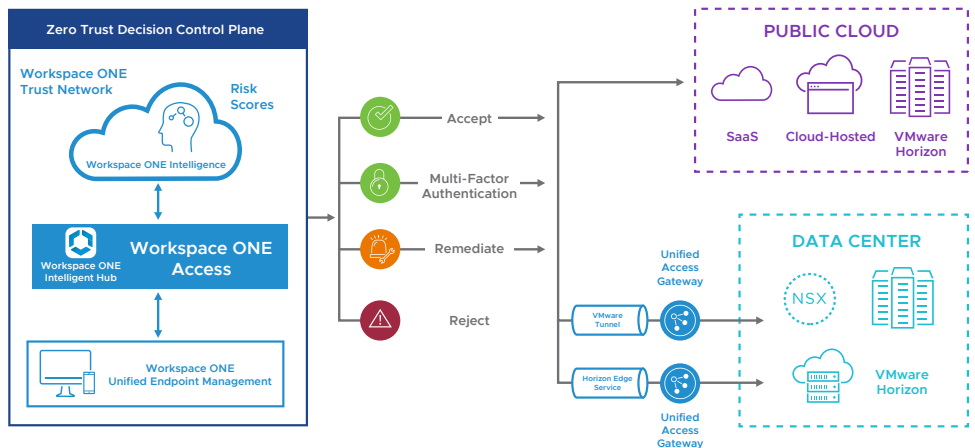 Zero Trust Decision Control Plane
Workspace ONE
Trust Network
Risk
Scores
Workspace ONE Intelligence
Workspace ONE
Intelligent Hub
Workspace ONE
Access
Workspace ONE
Unified Endpoint Management
Accept
Multi-Factor
Authentication
Remediate
Reject
PUBLIC CLOUD
SaaS
Cloud-Hosted
VMware
Horizon
DATA CENTER
NSX
VMware
Horizon
Unified
Access
Gateway
VMware
Tunnel
Horizon Edge
Service
Unified
Access
Gateway